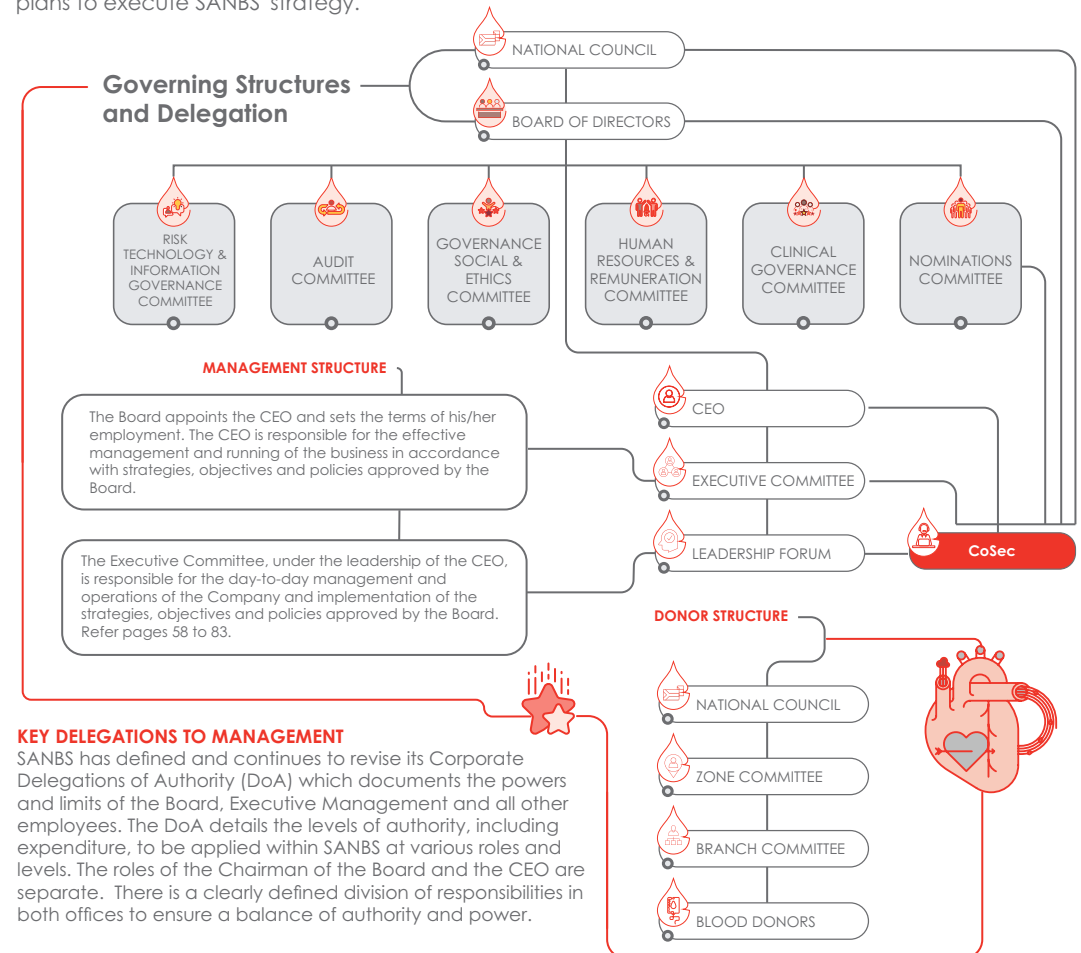 plans to execute SANBS' strategy.
Governing Structures
and Delegation
NATIONAL COUNCIL
BOARD OF DIRECTORS
RISK
TECHNOLOGY &
INFORMATION
GOVERNANCE
COMMITTEE
AUDIT
COMMITTEE
GOVERNANCE
SOCIAL &
ETHICS
COMMITTEE
HUMAN
RESOURCES &
REMUNERATION
COMMITTEE
CLINICAL
GOVERNANCE
COMMITTEE
NOMINATIONS
COMMITTEE
MANAGEMENT STRUCTURE
The Board appoints the CEO and sets the terms of his/her
employment. The CEO is responsible for the effective
management and running of the business in accordance
with strategies, objectives and policies approved by the
Board.
The Executive Committee, under the leadership of the CEO,
is responsible for the day-to-day management and
operations of the Company and implementation of the
strategies, objectives and policies approved by the Board.
Refer pages 58 to 83.
CEO
EXECUTIVE COMMITTEE
LEADERSHIP FORUM
CoSec
DONOR STRUCTURE
NATIONAL COUNCIL
ZONE COMMITTEE
BRANCH COMMITTEE
BLOOD DONORS
KEY DELEGATIONS TO MANAGEMENT
SANBS has defined and continues to revise its Corporate
Delegations of Authority (DoA) which documents the powers
and limits of the Board, Executive Management and all other
employees. The DoA details the levels of authority, including
expenditure, to be applied within SANBS at various roles and
levels. The roles of the Chairman of the Board and the CEO are
separate.  There is a clearly defined division of responsibilities in
both offices to ensure a balance of authority and power.